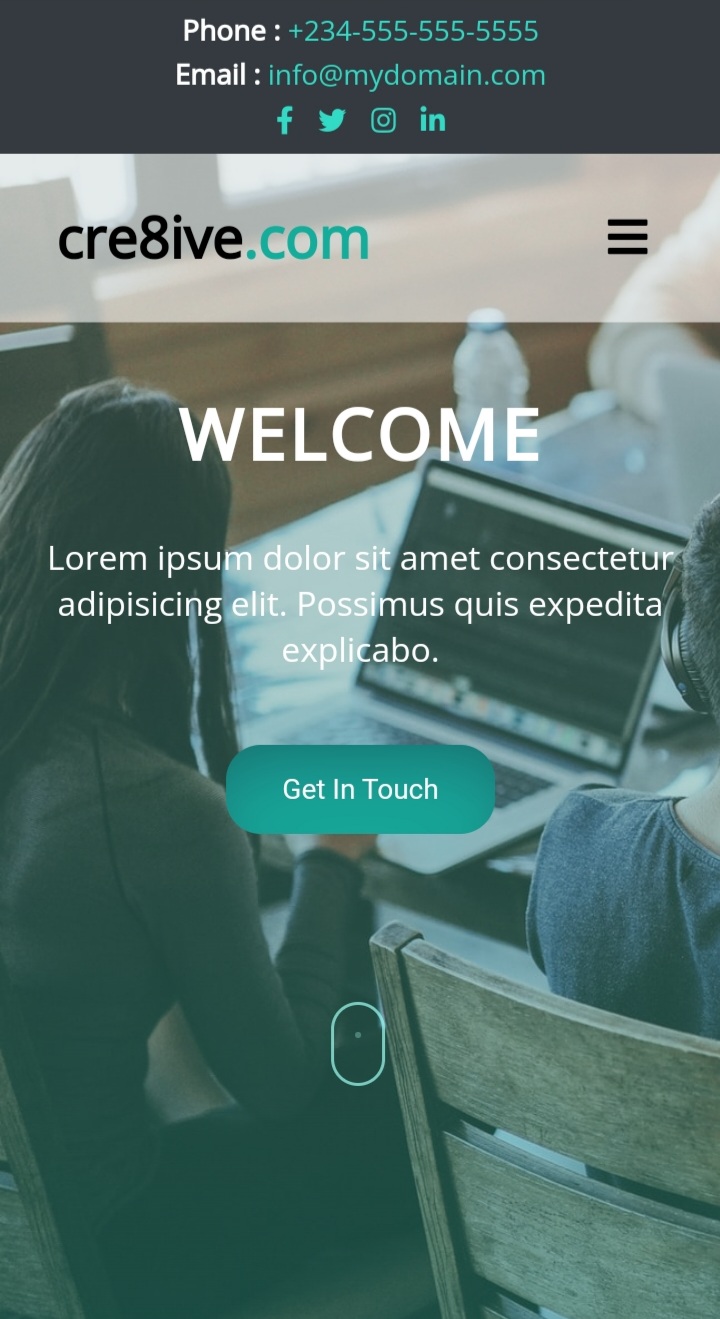 Phone : +234-555-555-5555
Email : info@mydomain.com
cre8ive.com
WELCOME
Lorem ipsum dolor sit amet consectetur
adipisicing elit. Possimus quis expedita
explicabo.
Get In Touch